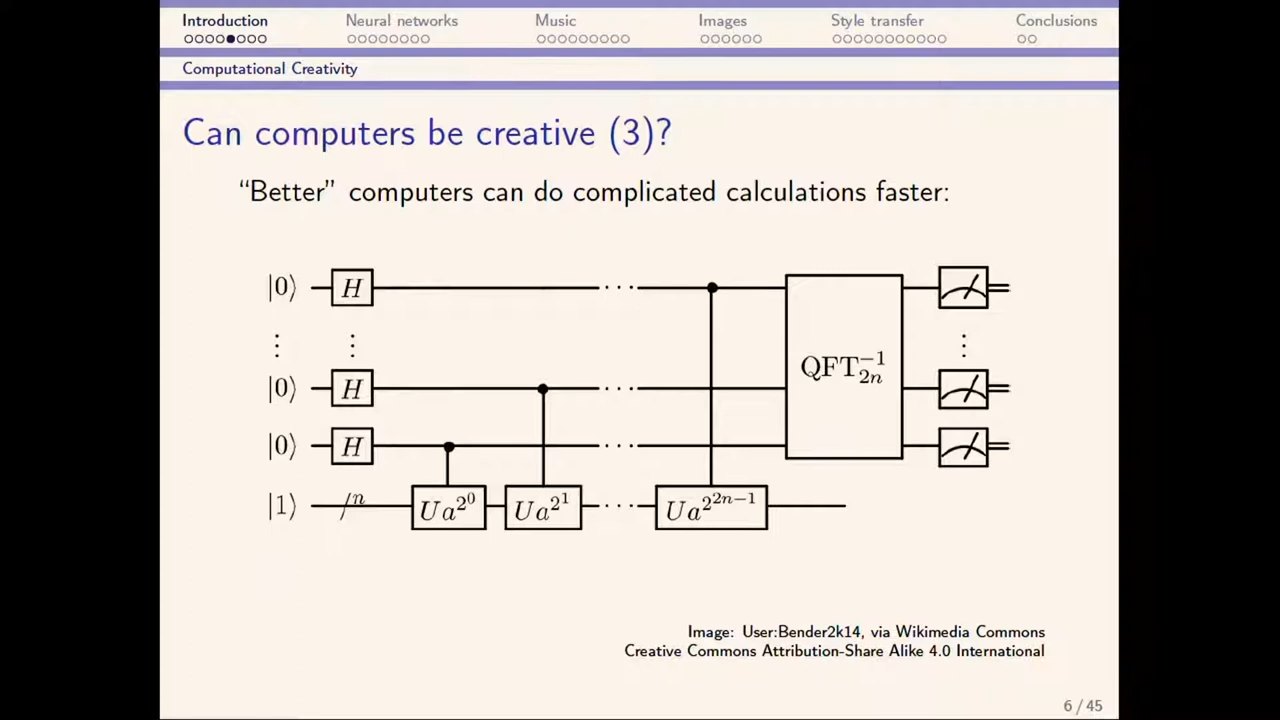 Introduction Neural networks Music Images Style transfer Conclusions
Computational Creativity
Can computers be creative (3)?
“Better” computers can do complicated calculations faster:
|0⟩ H ···
⋮ ⋮ ⋮
QFT₂ₙ⁻¹
|0⟩ H ···
|0⟩ H ···
|1⟩ /n Ua^{2^0} Ua^{2^1} ··· Ua^{2^{2n−1}}
Image: User:Bender2k14, via Wikimedia Commons
Creative Commons Attribution-Share Alike 4.0 International
6 / 45